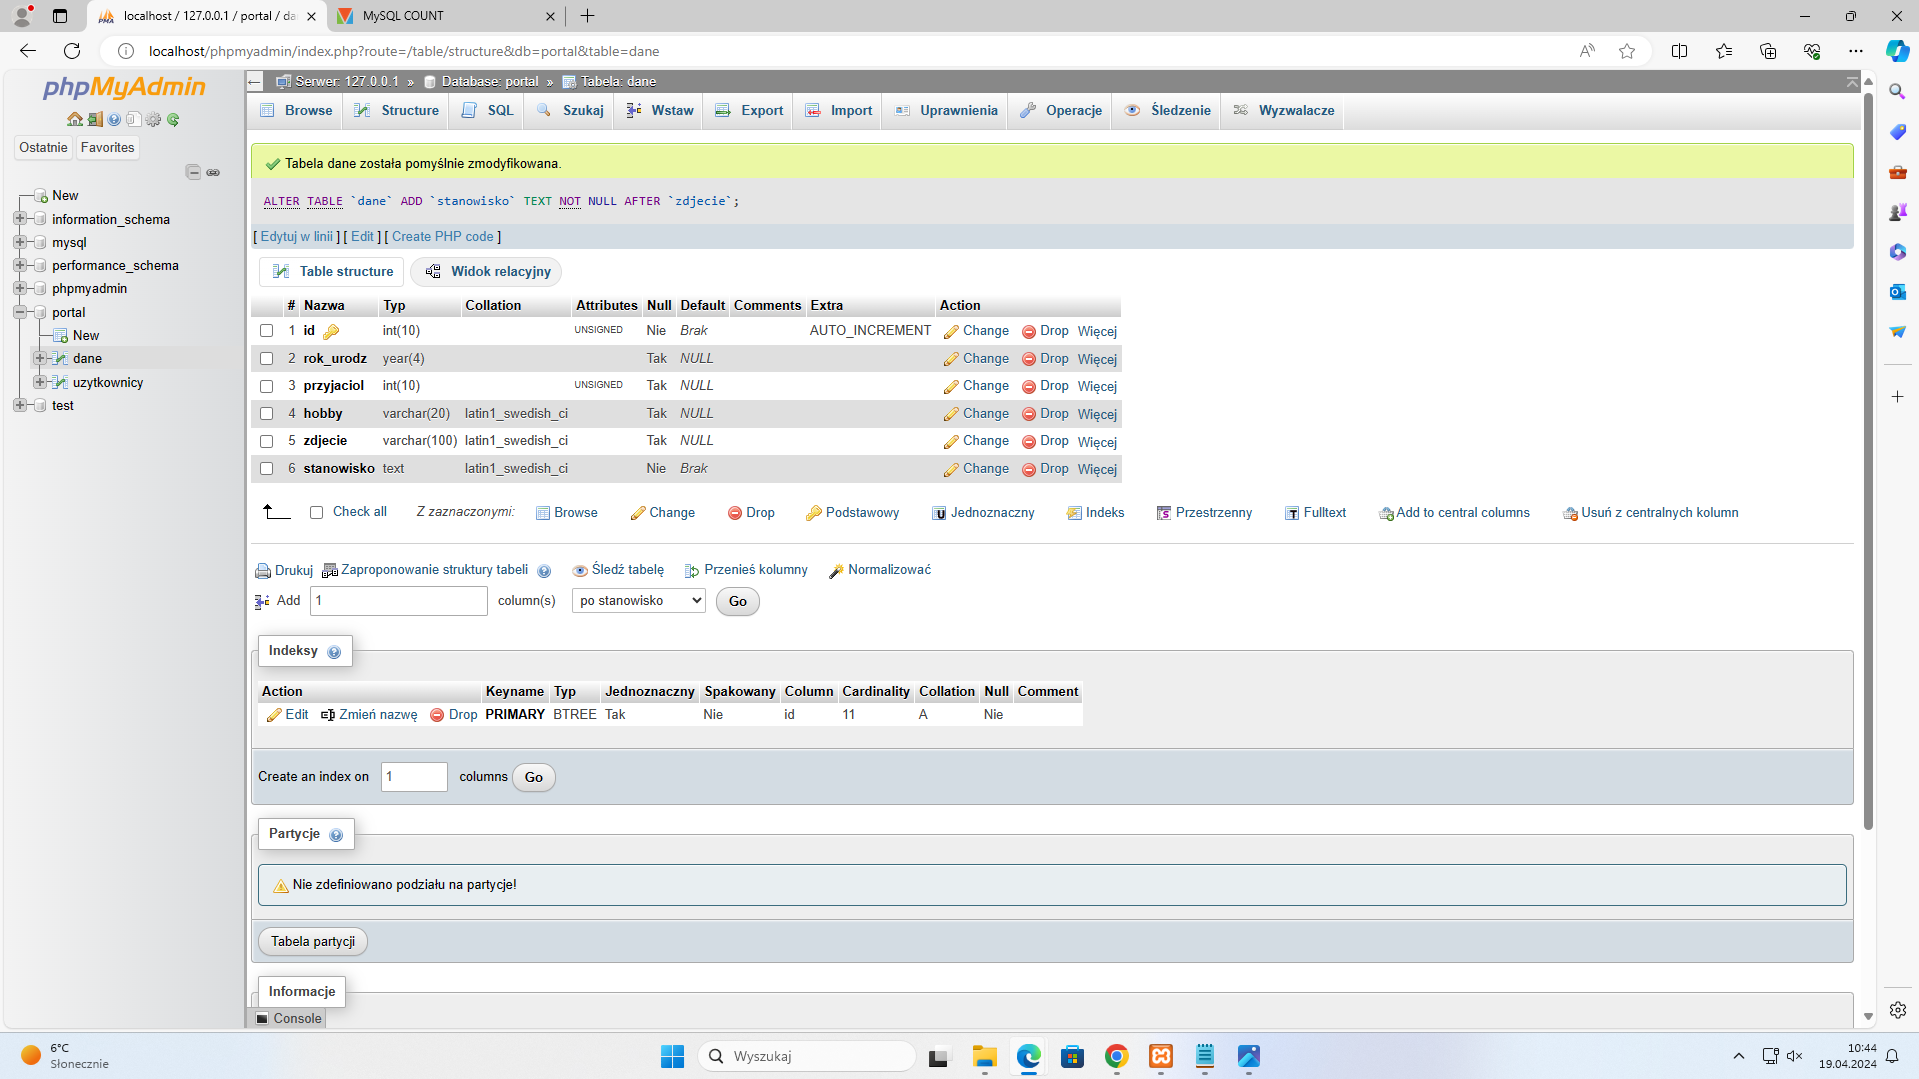 localhost / 127.0.0.1 / portal / da
MySQL COUNT
localhost/phpmyadmin/index.php?route=/table/structure&db=portal&table=dane
phpMyAdmin
Ostatnie
Favorites
New
information_schema
mysql
performance_schema
phpmyadmin
portal
New
dane
uzytkownicy
test
Serwer: 127.0.0.1 » Database: portal » Tabela: dane
Browse Structure SQL Szukaj Wstaw Export Import Uprawnienia Operacje Śledzenie Wyzwalacze
Tabela dane została pomyślnie zmodyfikowana.
ALTER TABLE `dane` ADD `stanowisko` TEXT NOT NULL AFTER `zdjecie`;
[ Edytuj w linii ] [ Edit ] [ Create PHP code ]
Table structure Widok relacyjny
# Nazwa Typ Collation Attributes Null Default Comments Extra Action
1 id int(10) UNSIGNED Nie Brak AUTO_INCREMENT Change Drop Więcej
2 rok_urodz year(4) Tak NULL Change Drop Więcej
3 przyjaciol int(10) UNSIGNED Tak NULL Change Drop Więcej
4 hobby varchar(20) latin1_swedish_ci Tak NULL Change Drop Więcej
5 zdjecie varchar(100) latin1_swedish_ci Tak NULL Change Drop Więcej
6 stanowisko text latin1_swedish_ci Nie Brak Change Drop Więcej
Check all Z zaznaczonymi: Browse Change Drop Podstawowy Jednoznaczny Indeks Przestrzenny Fulltext Add to central columns Usuń z centralnych kolumn
Drukuj Zaproponowanie struktury tabeli Śledź tabelę Przenieś kolumny Normalizować
Add 1 column(s) po stanowisko Go
Indeksy
Action Keyname Typ Jednoznaczny Spakowany Column Cardinality Collation Null Comment
Edit Zmień nazwę Drop PRIMARY BTREE Tak Nie id 11 A Nie
Create an index on 1 columns Go
Partycje
Nie zdefiniowano podziału na partycje!
Tabela partycji
Informacje
Console
6°C
Słonecznie
Wyszukaj
10:44
19.04.2024